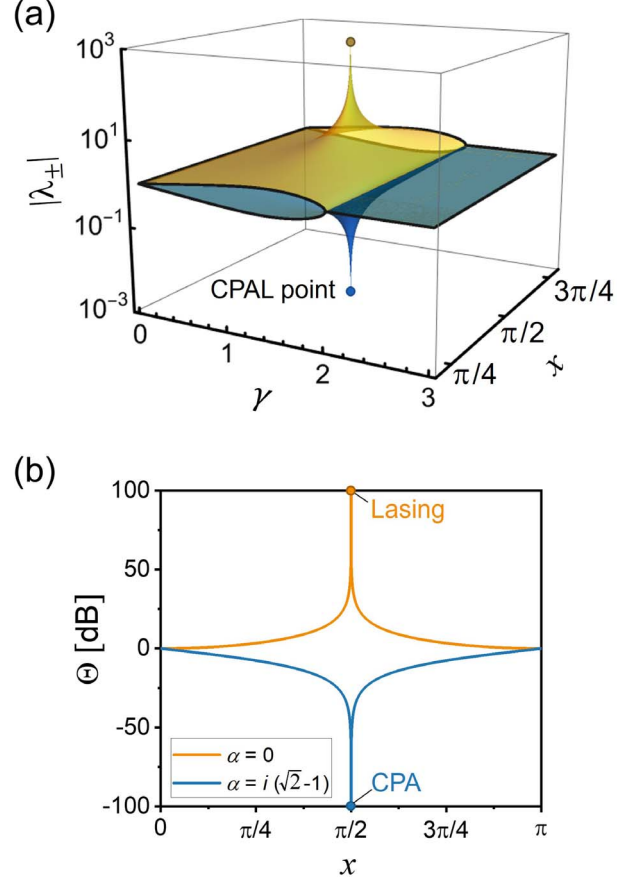 (a)
10³
10¹
10⁻¹
10⁻³
|λ±|
CPAL point
0
1
2
3
γ
π/4
π/2
3π/4
x
(b)
100
50
0
-50
-100
Θ [dB]
Lasing
CPA
α = 0
α = i (√2-1)
0
π/4
π/2
3π/4
π
x